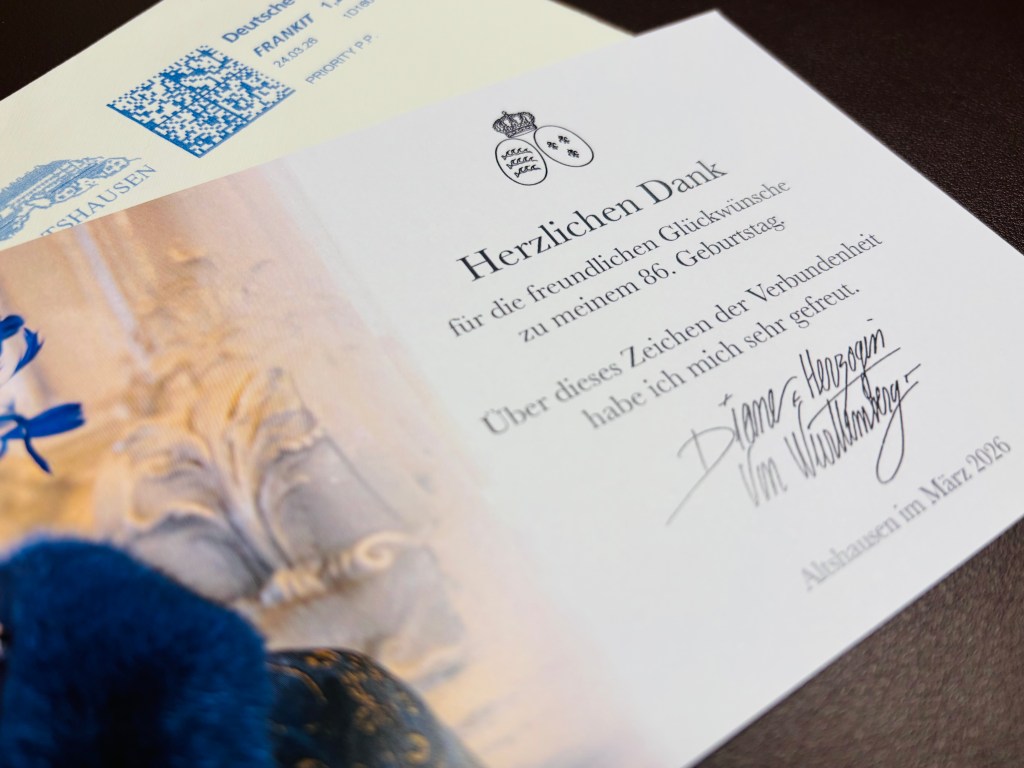 Deutsche
FRANKIT
24.03.26
PRIORITY P.P.
Herzlichen Dank
für die freundlichen Glückwünsche
zu meinem 86. Geburtstag
Über dieses Zeichen der Verbundenheit
habe ich mich sehr gefreut.
Diane Herzogin
von Württemberg
Altshausen im März 2026